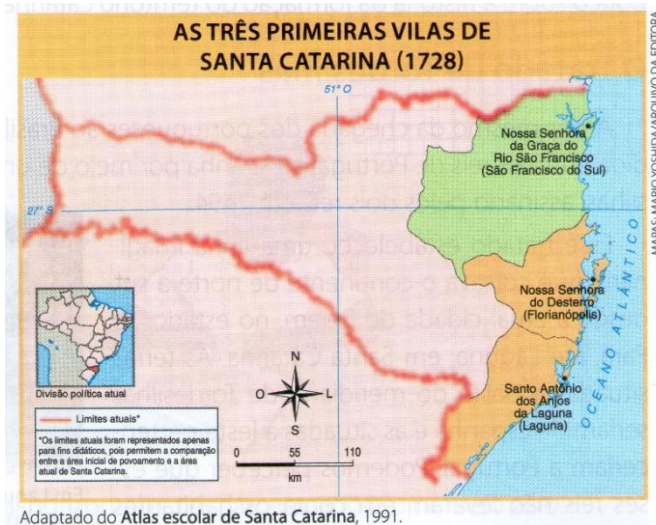 AS TRÊS PRIMEIRAS VILAS DE
SANTA CATARINA (1728)
51° O
27° S
Nossa Senhora
da Graça do
Rio São Francisco
(São Francisco do Sul)
Nossa Senhora
do Desterro
(Florianópolis)
Santo Antônio
dos Anjos
da Laguna
(Laguna)
OCEANO ATLÂNTICO
Divisão política atual
N
O
L
S
0 55 110
km
Limites atuais*
*Os limites atuais foram representados apenas
para fins didáticos, pois permitem a comparação
entre a área inicial de povoamento e a área
atual de Santa Catarina.
MAPAS: MARIO YOSHIDA/ARQUIVO DA EDITORA
Adaptado do Atlas escolar de Santa Catarina, 1991.